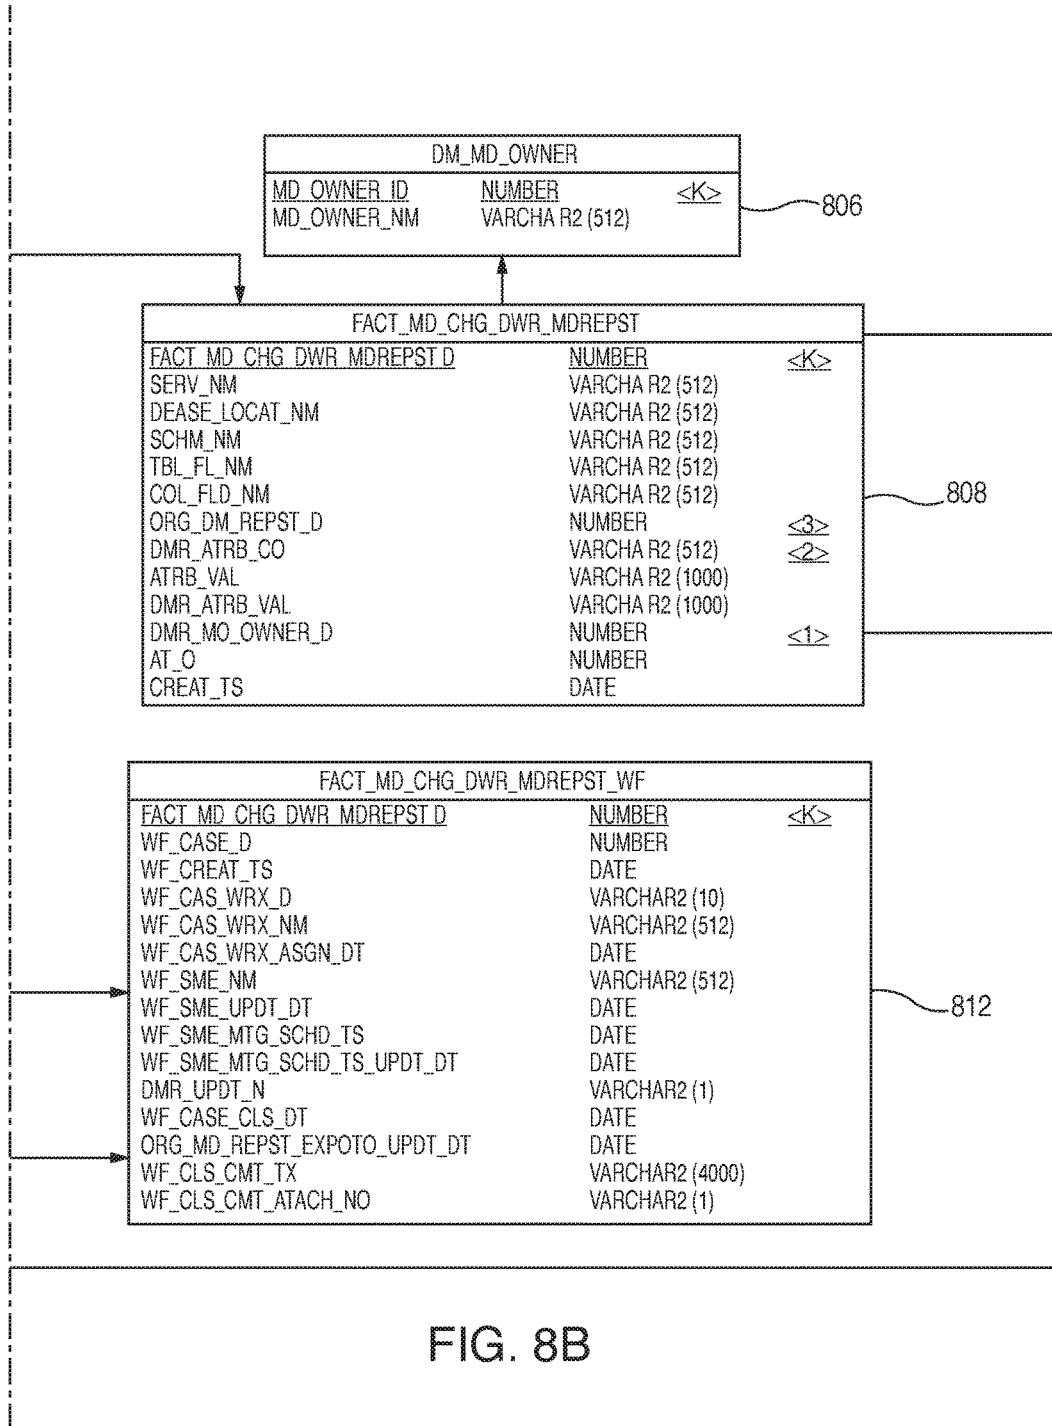 DM_MD_OWNER
MD_OWNER_ID NUMBER <K>
MD_OWNER_NM VARCHA R2 (512)
806
FACT_MD_CHG_DWR_MDREPST
FACT_MD_CHG_DWR_MDREPST D NUMBER <K>
SERV_NM VARCHA R2 (512)
DEASE_LOCAT_NM VARCHA R2 (512)
SCHM_NM VARCHA R2 (512)
TBL_FL_NM VARCHA R2 (512)
COL_FLD_NM VARCHA R2 (512)
808
ORG_DM_REPST_D NUMBER <3>
DMR_ATRB_CO VARCHA R2 (512) <2>
ATRB_VAL VARCHA R2 (1000)
DMR_ATRB_VAL VARCHA R2 (1000)
DMR_MO_OWNER_D NUMBER <1>
AT_O NUMBER
CREAT_TS DATE
FACT_MD_CHG_DWR_MDREPST_WF
FACT_MD_CHG_DWR_MDREPST D NUMBER <K>
WF_CASE_D NUMBER
WF_CREAT_TS DATE
WF_CAS_WRX_D VARCHAR2 (10)
WF_CAS_WRX_NM VARCHAR2 (512)
WF_CAS_WRX_ASGN_DT DATE
WF_SME_NM VARCHAR2 (512)
WF_SME_UPDT_DT DATE
812
WF_SME_MTG_SCHD_TS DATE
WF_SME_MTG_SCHD_TS_UPDT_DT DATE
DMR_UPDT_N VARCHAR2 (1)
WF_CASE_CLS_DT DATE
ORG_MD_REPST_EXPOTO_UPDT_DT DATE
WF_CLS_CMT_TX VARCHAR2 (4000)
WF_CLS_CMT_ATACH_NO VARCHAR2 (1)
FIG. 8B